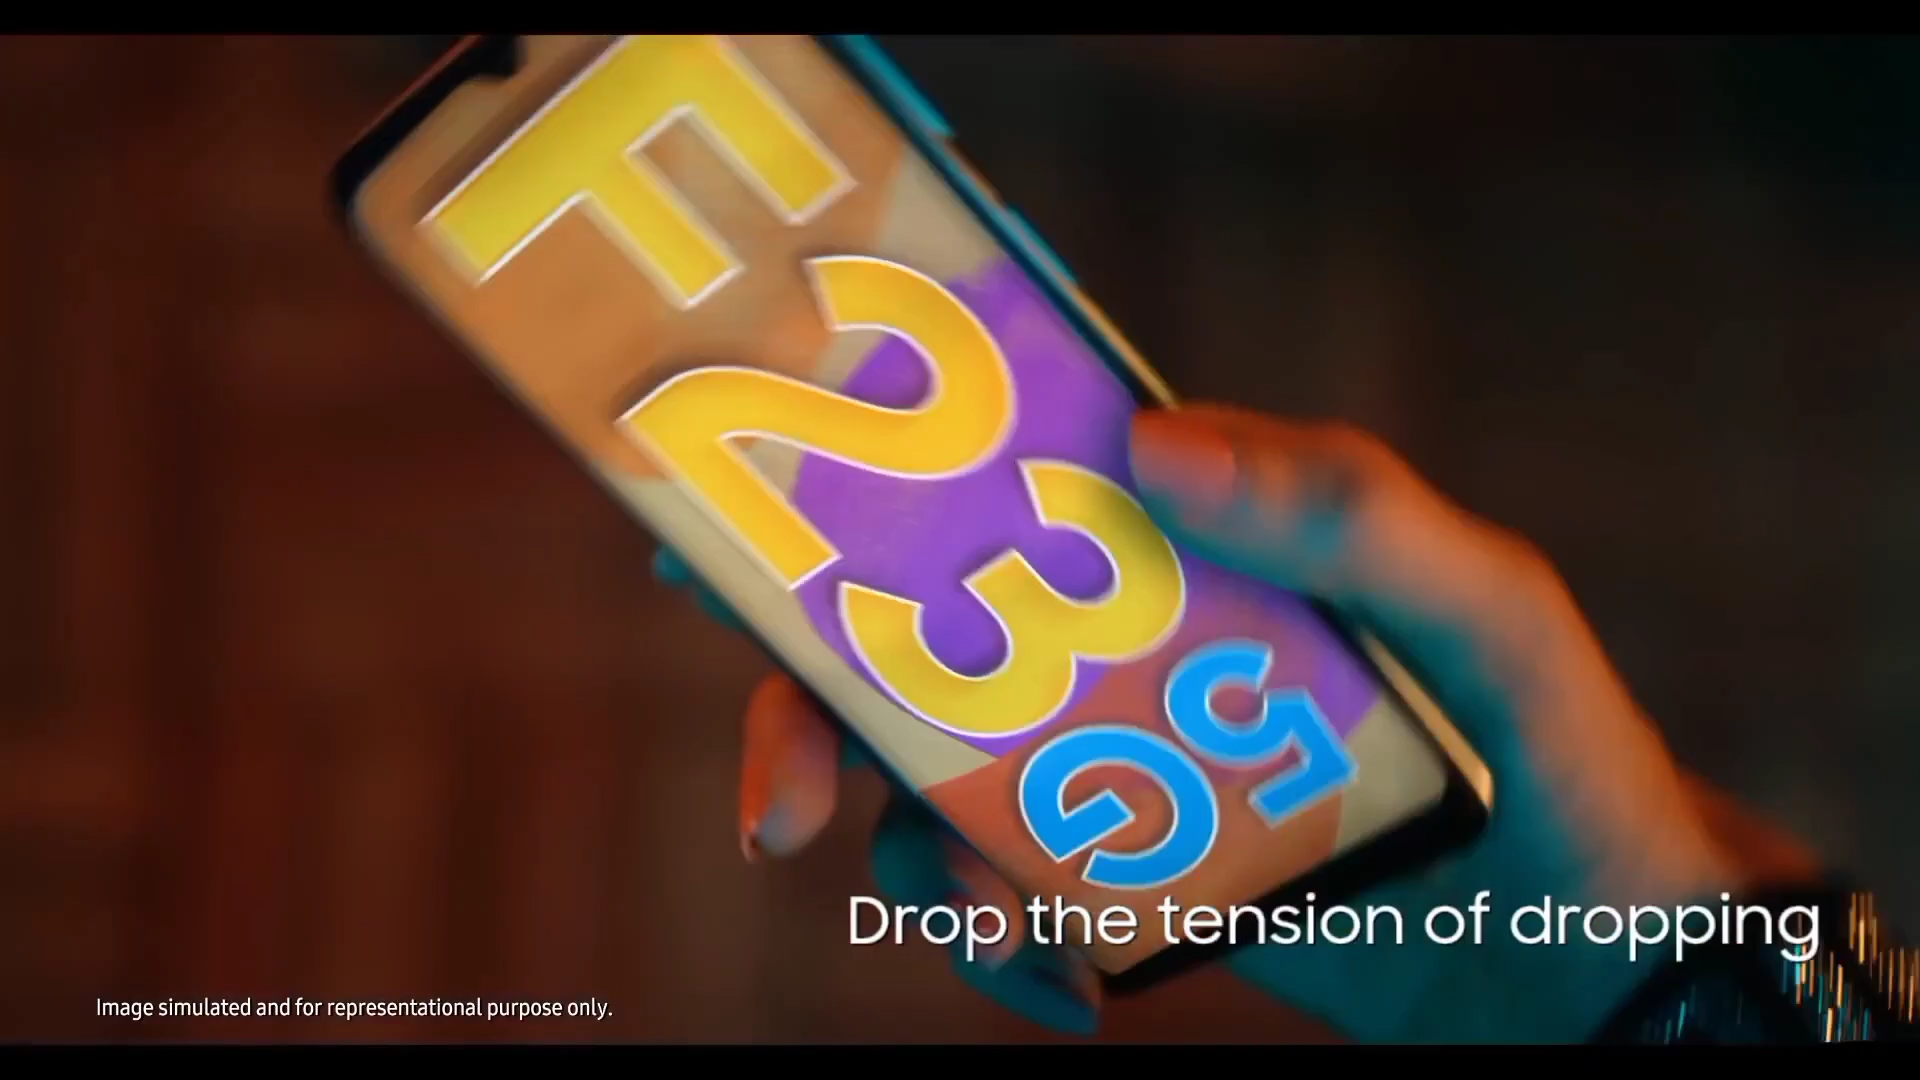 F23
5G
Drop the tension of dropping
Image simulated and for representational purpose only.